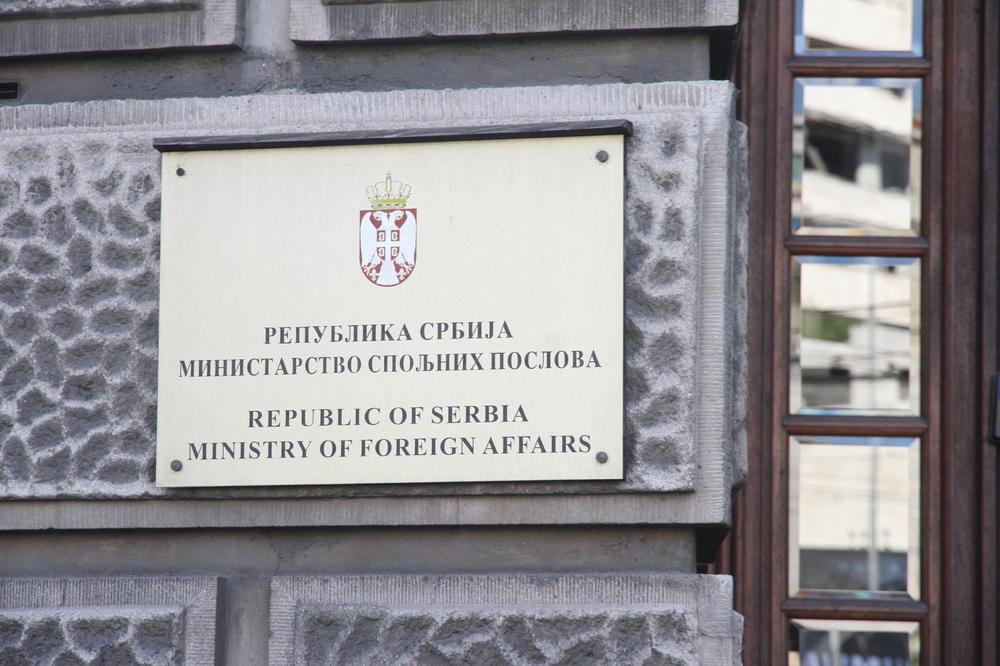 РЕПУБЛИКА СРБИЈА
МИНИСТАРСТВО СПОЉНИХ ПОСЛОВА
REPUBLIC OF SERBIA
MINISTRY OF FOREIGN AFFAIRS